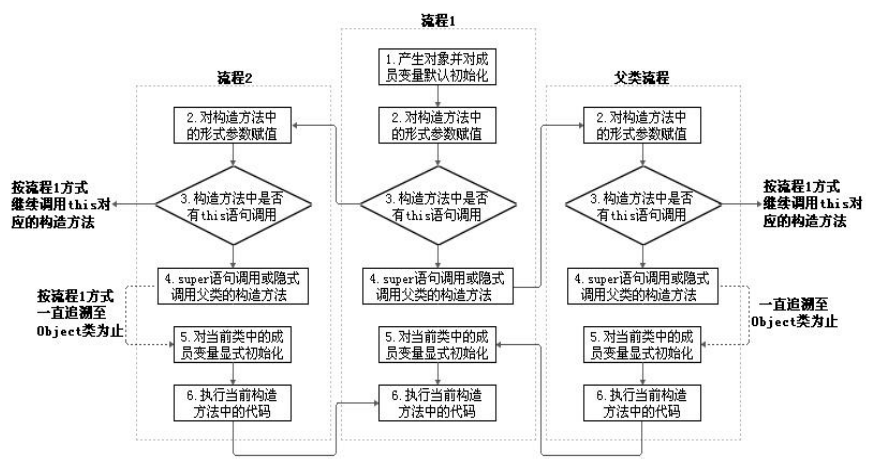 流程1
流程2
父类流程
1.产生对象并对成
员变量默认初始化
2.对构造方法中
的形式参数赋值
2.对构造方法中
的形式参数赋值
2.对构造方法中
的形式参数赋值
按流程1方式
继续调用this对
应的构造方法
3.构造方法中是否
有this语句调用
3.构造方法中是否
有this语句调用
3.构造方法中是否
有this语句调用
按流程1方式
继续调用this对
应的构造方法
4.super语句调用或隐式
调用父类的构造方法
4.super语句调用或隐式
调用父类的构造方法
4.super语句调用或隐式
调用父类的构造方法
按流程1方式
一直追溯至
Object类为止
一直追溯至
Object类为止
5.对当前类中的成
员变量显式初始化
5.对当前类中的成
员变量显式初始化
5.对当前类中的成
员变量显式初始化
6.执行当前构造
方法中的代码
6.执行当前构造
方法中的代码
6.执行当前构造
方法中的代码